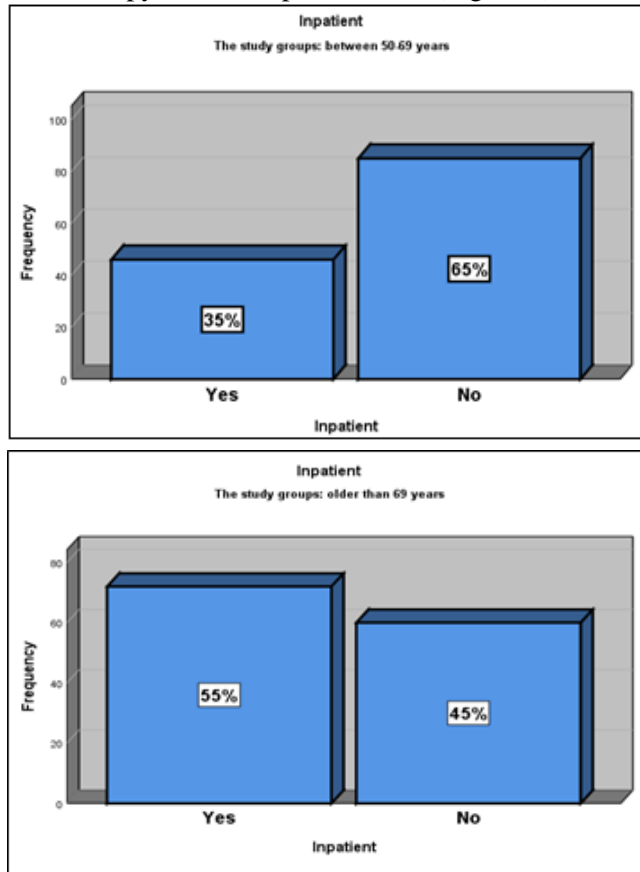 Inpatient
The study groups: between 50-69 years
100
80
60
40
20
0
Frequency
35%
65%
Yes No
Inpatient
Inpatient
The study groups: older than 69 years
80
60
40
20
0
Frequency
55%
45%
Yes No
Inpatient